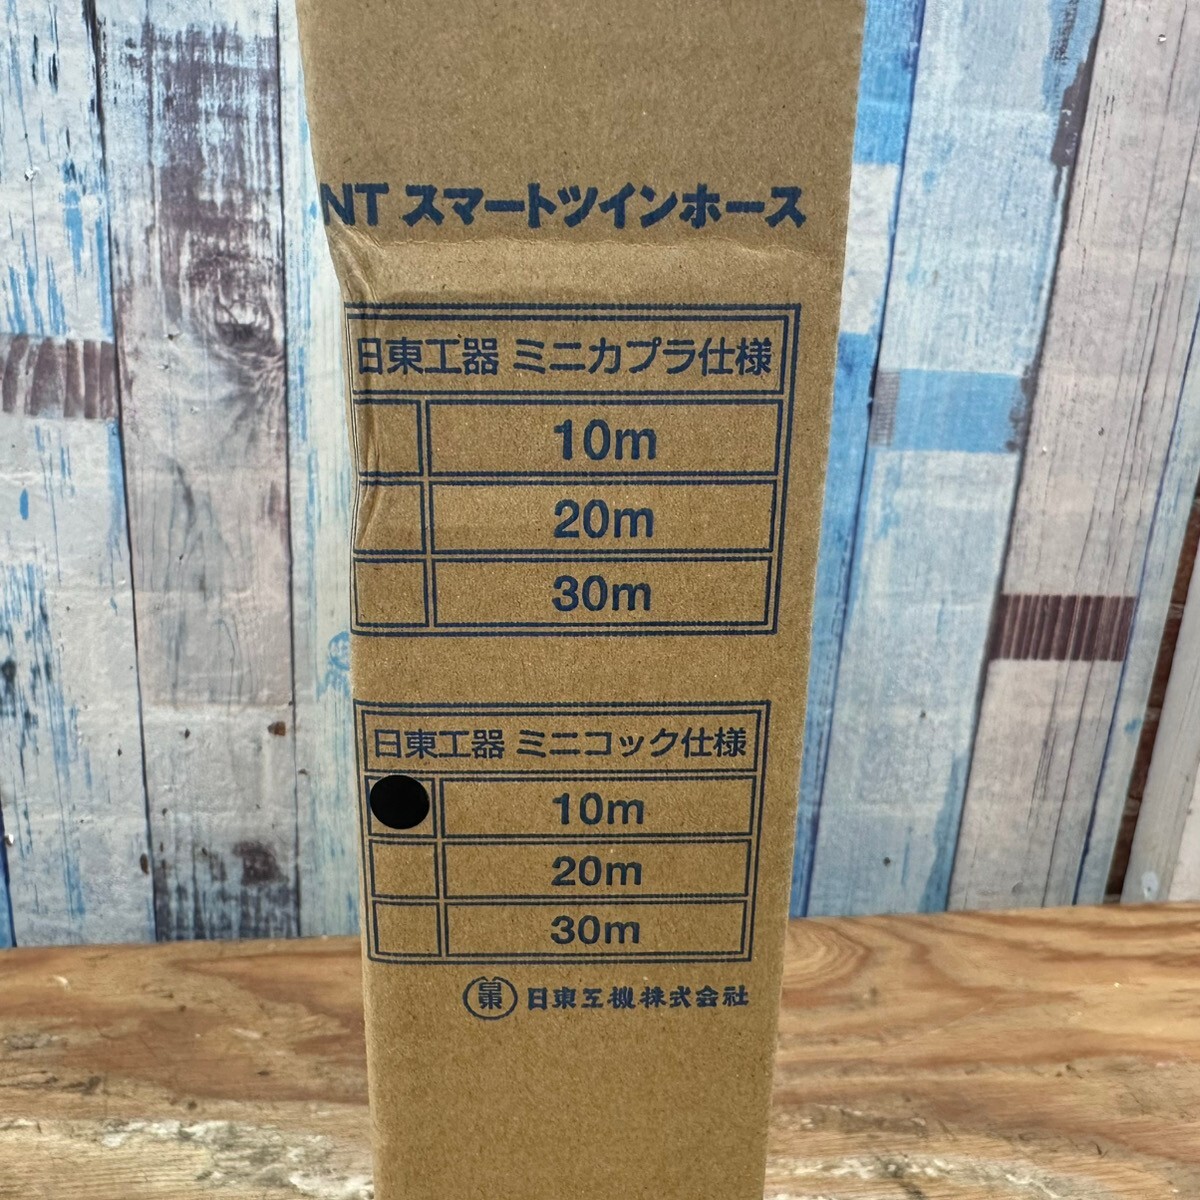 NT スマートツインホース
日東工器 ミニカプラ仕様
10m
20m
30m
日東工器 ミニコック仕様
10m
20m
30m
日東工機株式会社